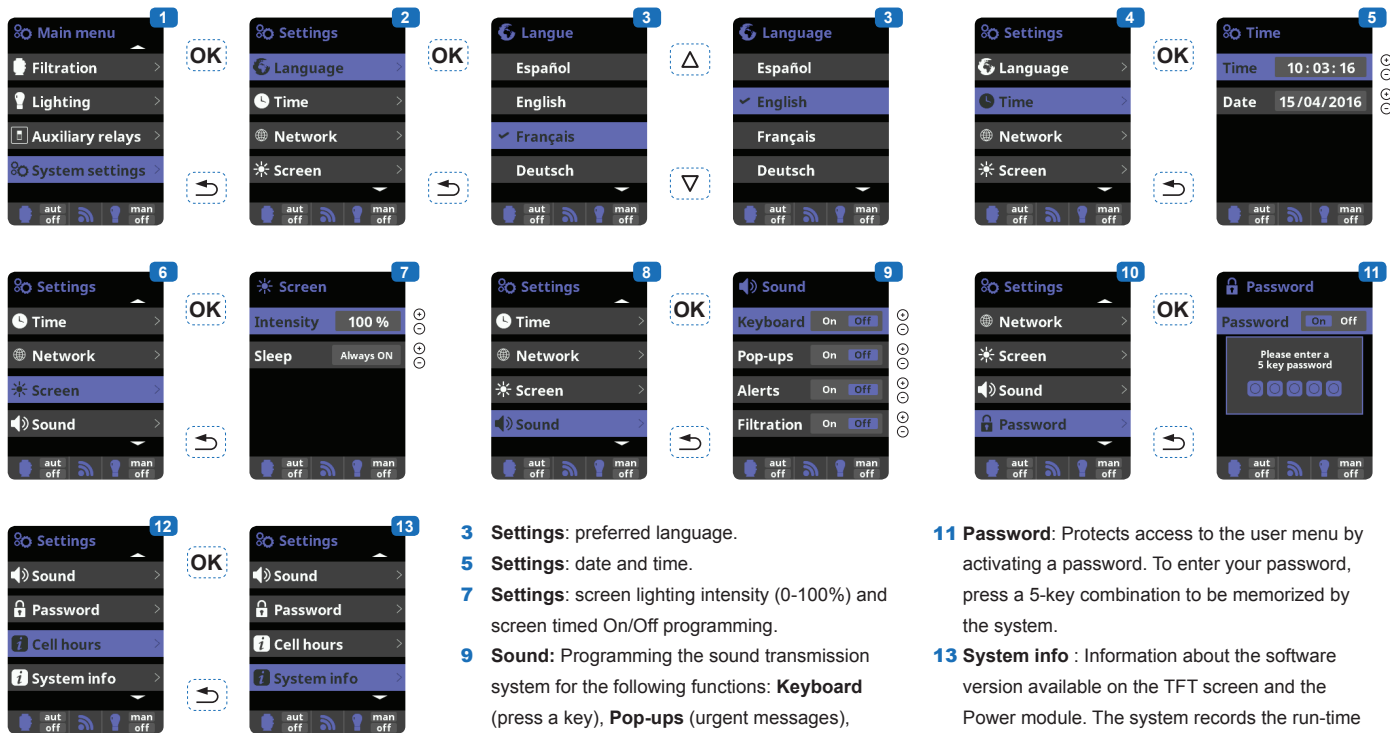 1
Main menu
Filtration
Lighting
Auxiliary relays
System settings
aut off man off
OK
2
Settings
Language
Time
Network
Screen
aut off man off
OK
3
Langue
Español
English
Français
Deutsch
aut off man off
3
Language
Español
English
Français
Deutsch
aut off man off
4
Settings
Language
Time
Network
Screen
aut off man off
OK
5
Time
Time 10:03:16
Date 15/04/2016
aut off man off
6
Settings
Time
Network
Screen
Sound
aut off man off
OK
7
Screen
Intensity 100 %
Sleep Always ON
aut off man off
8
Settings
Time
Network
Screen
Sound
aut off man off
OK
9
Sound
Keyboard On Off
Pop-ups On Off
Alerts On Off
Filtration On Off
aut off man off
10
Settings
Network
Screen
Sound
Password
aut off man off
OK
11
Password
Password On Off
Please enter a
5 key password
aut off man off
12
Settings
Sound
Password
Cell hours
System info
aut off man off
OK
13
Settings
Sound
Password
Cell hours
System info
aut off man off
3 Settings: preferred language.
5 Settings: date and time.
7 Settings: screen lighting intensity (0-100%) and
screen timed On/Off programming.
9 Sound: Programming the sound transmission
system for the following functions: Keyboard
(press a key), Pop-ups (urgent messages),
11 Password: Protects access to the user menu by
activating a password. To enter your password,
press a 5-key combination to be memorized by
the system.
13 System info : Information about the software
version available on the TFT screen and the
Power module. The system records the run-time